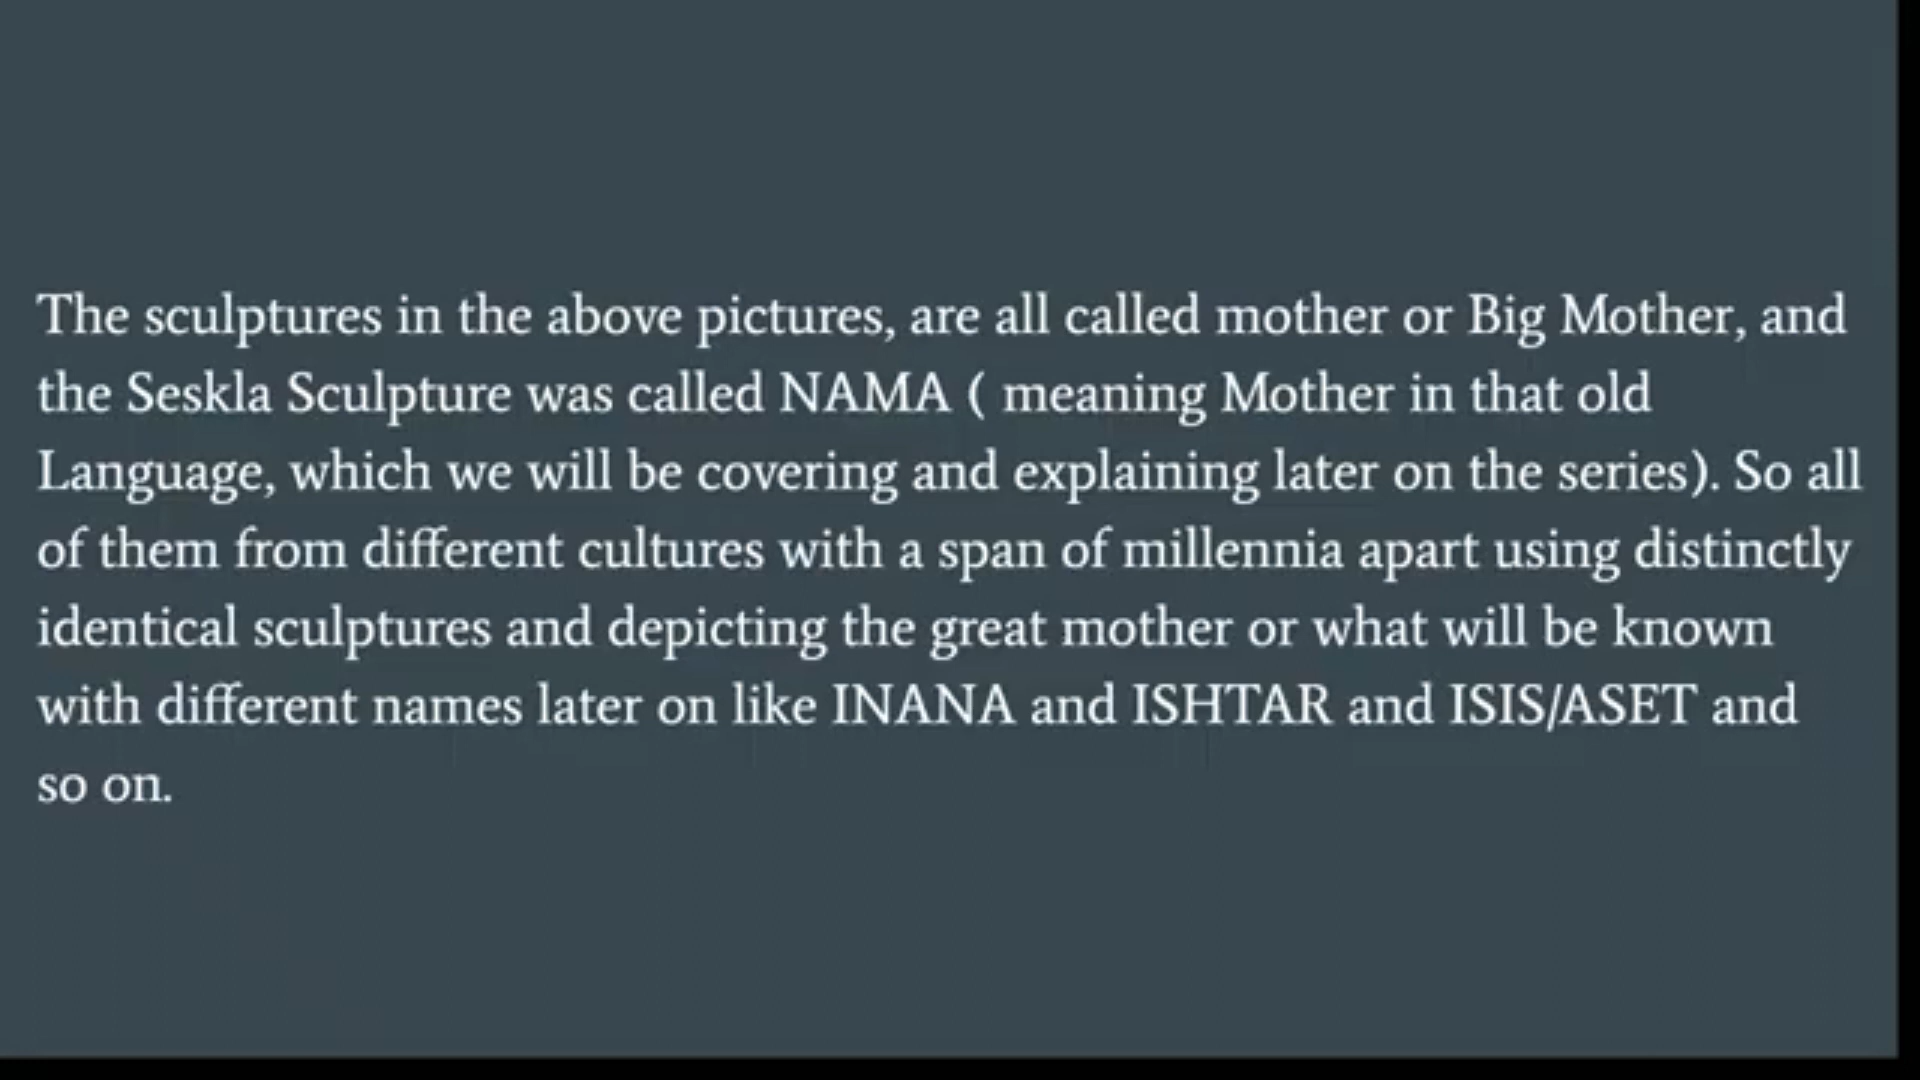 The sculptures in the above pictures, are all called mother or Big Mother, and
the Seskla Sculpture was called NAMA ( meaning Mother in that old
Language, which we will be covering and explaining later on the series). So all
of them from different cultures with a span of millennia apart using distinctly
identical sculptures and depicting the great mother or what will be known
with different names later on like INANA and ISHTAR and ISIS/ASET and
so on.